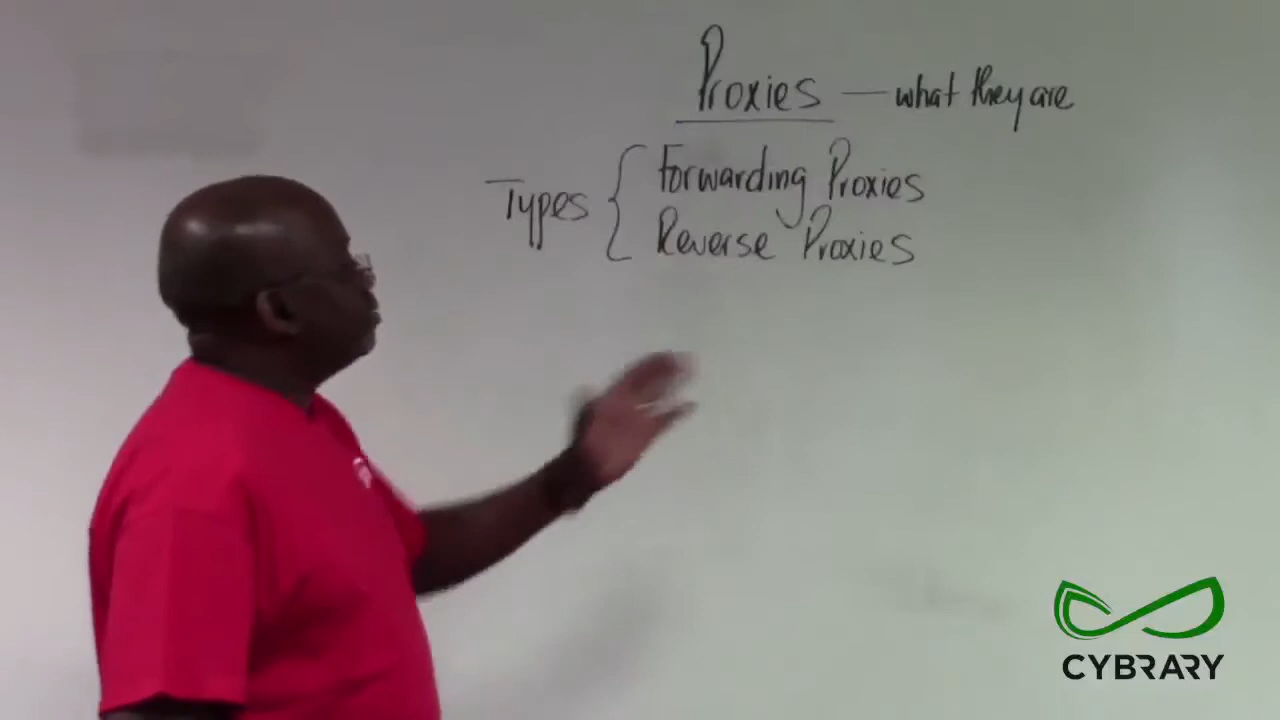 Proxies — what they are
Types { Forwarding Proxies
Reverse Proxies
CYBRARY